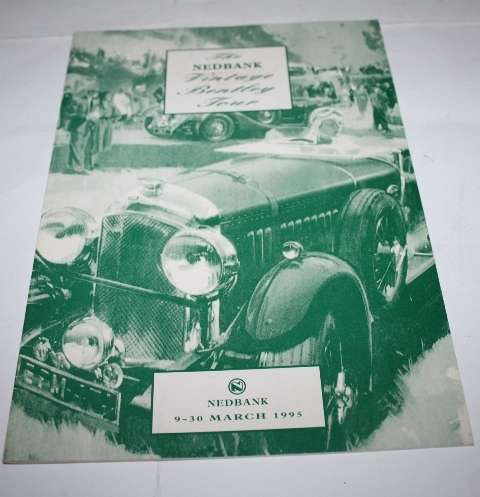 The
NEDBANK
Vintage
Bentley
Tour
NEDBANK
9-30 MARCH 1995